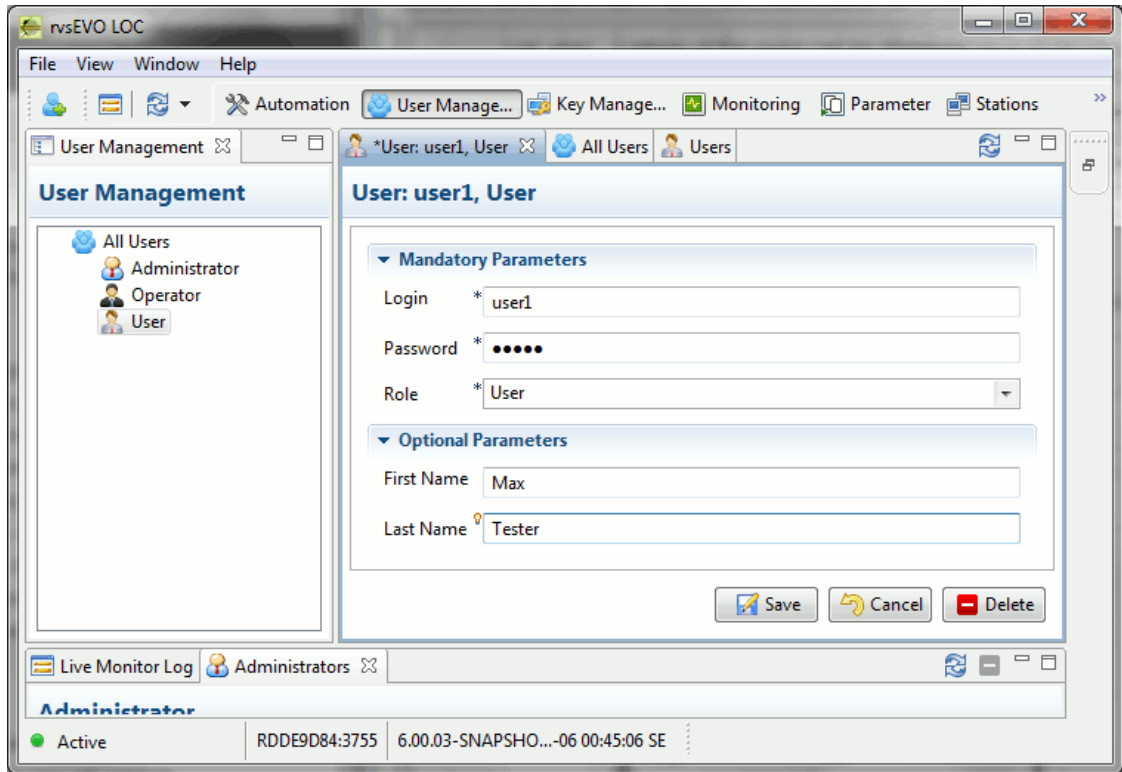 rvsEVO LOC
File View Window Help
Automation User Manage... Key Manage... Monitoring Parameter Stations »
User Management *User: user1, User All Users Users
User Management
User: user1, User
All Users
Administrator
Operator
User
Mandatory Parameters
Login * user1
Password * •••••
Role * User
Optional Parameters
First Name Max
Last Name Tester
Save Cancel Delete
Live Monitor Log Administrators
Administrator
Active RDDE9D84:3755 6.00.03-SNAPSHO...-06 00:45:06 SE